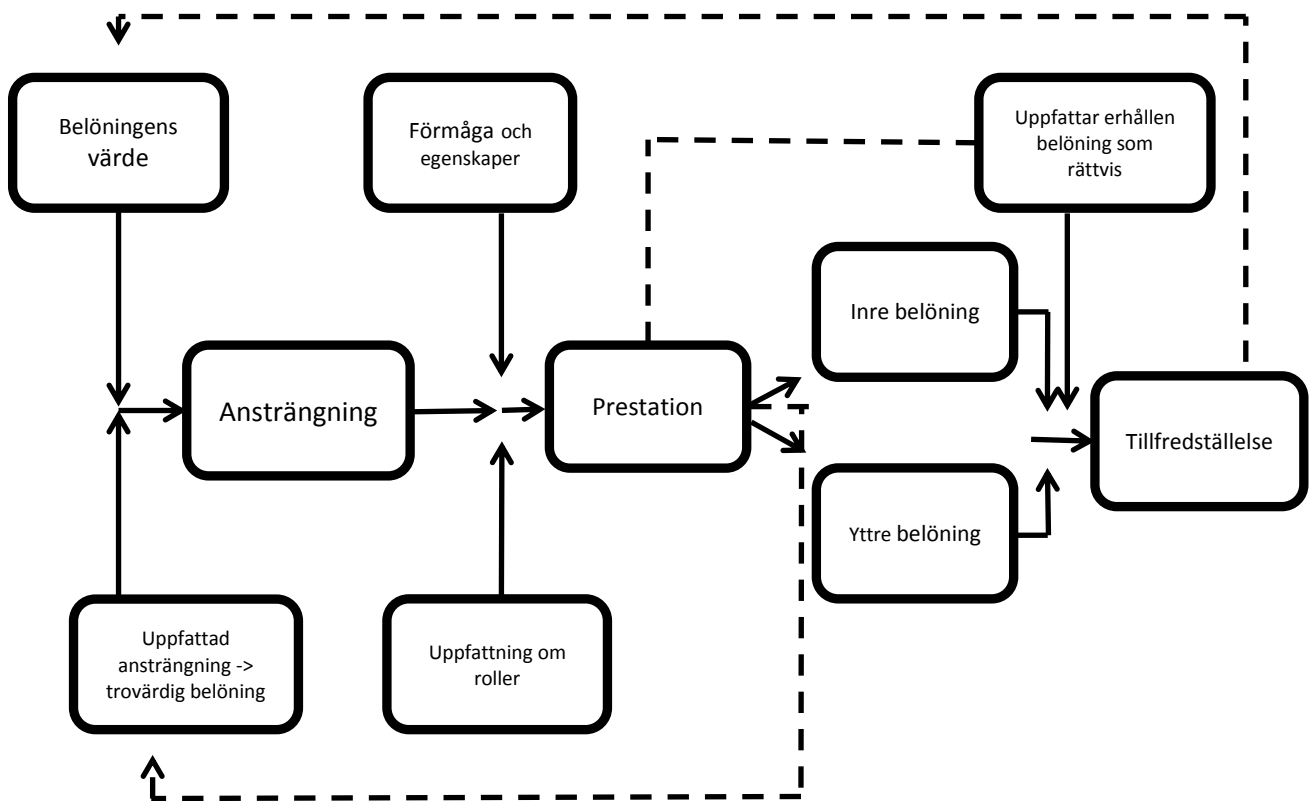 Belöningens
värde
Förmåga och
egenskaper
Uppfattar erhållen
belöning som
rättvis
Inre belöning
Ansträngning
Prestation
Tillfredställelse
Yttre belöning
Uppfattad
ansträngning ->
trovärdig belöning
Uppfattning om
roller